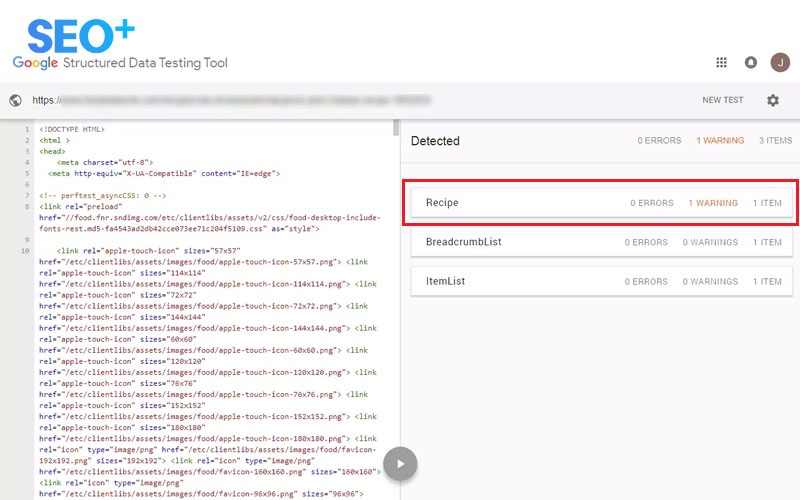 SEO+
Google Structured Data Testing Tool
J
https://
NEW TEST
1 <!DOCTYPE HTML>
2 <html >
3 <head>
4 <meta charset="utf-8">
5 <meta http-equiv="X-UA-Compatible" content="IE=edge">
6
7 <!-- perftest_asyncCSS: 0 -->
8 <link rel="preload"
href="//food.fnr.sndimg.com/etc/clientlibs/assets/v2/css/food-desktop-include-
fonts-rest.md5-fa4543ad2db42cce073ee71c204f5109.css" as="style">
9
10 <link rel="apple-touch-icon" sizes="57x57"
href="/etc/clientlibs/assets/images/food/apple-touch-icon-57x57.png"> <link
rel="apple-touch-icon" sizes="114x114"
href="/etc/clientlibs/assets/images/food/apple-touch-icon-114x114.png"> <link
rel="apple-touch-icon" sizes="72x72"
href="/etc/clientlibs/assets/images/food/apple-touch-icon-72x72.png"> <link
rel="apple-touch-icon" sizes="144x144"
href="/etc/clientlibs/assets/images/food/apple-touch-icon-144x144.png"> <link
rel="apple-touch-icon" sizes="60x60"
href="/etc/clientlibs/assets/images/food/apple-touch-icon-60x60.png"> <link
rel="apple-touch-icon" sizes="120x120"
href="/etc/clientlibs/assets/images/food/apple-touch-icon-120x120.png"> <link
rel="apple-touch-icon" sizes="76x76"
href="/etc/clientlibs/assets/images/food/apple-touch-icon-76x76.png"> <link
rel="apple-touch-icon" sizes="152x152"
href="/etc/clientlibs/assets/images/food/apple-touch-icon-152x152.png"> <link
rel="apple-touch-icon" sizes="180x180"
href="/etc/clientlibs/assets/images/food/apple-touch-icon-180x180.png"> <link
rel="icon" type="image/png" href="/etc/clientlibs/assets/images/food/favicon-
192x192.png" sizes="192x192"> <link rel="icon" type="image/png"
href="/etc/clientlibs/assets/images/food/favicon-160x160.png" sizes="160x160">
<link rel="icon" type="image/png"
href="/etc/clientlibs/assets/images/food/favicon-96x96.png" sizes="96x96">
Detected 0 ERRORS 1 WARNING 3 ITEMS
Recipe 0 ERRORS 1 WARNING 1 ITEM
BreadcrumbList 0 ERRORS 0 WARNINGS 1 ITEM
ItemList 0 ERRORS 0 WARNINGS 1 ITEM